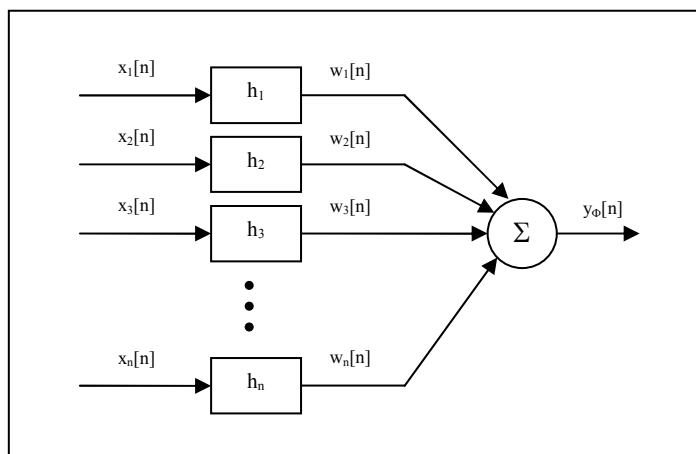 x₁[n] h₁ w₁[n]
x₂[n] h₂ w₂[n]
x₃[n] h₃ w₃[n] Σ y_Φ[n]
xₙ[n] hₙ wₙ[n]